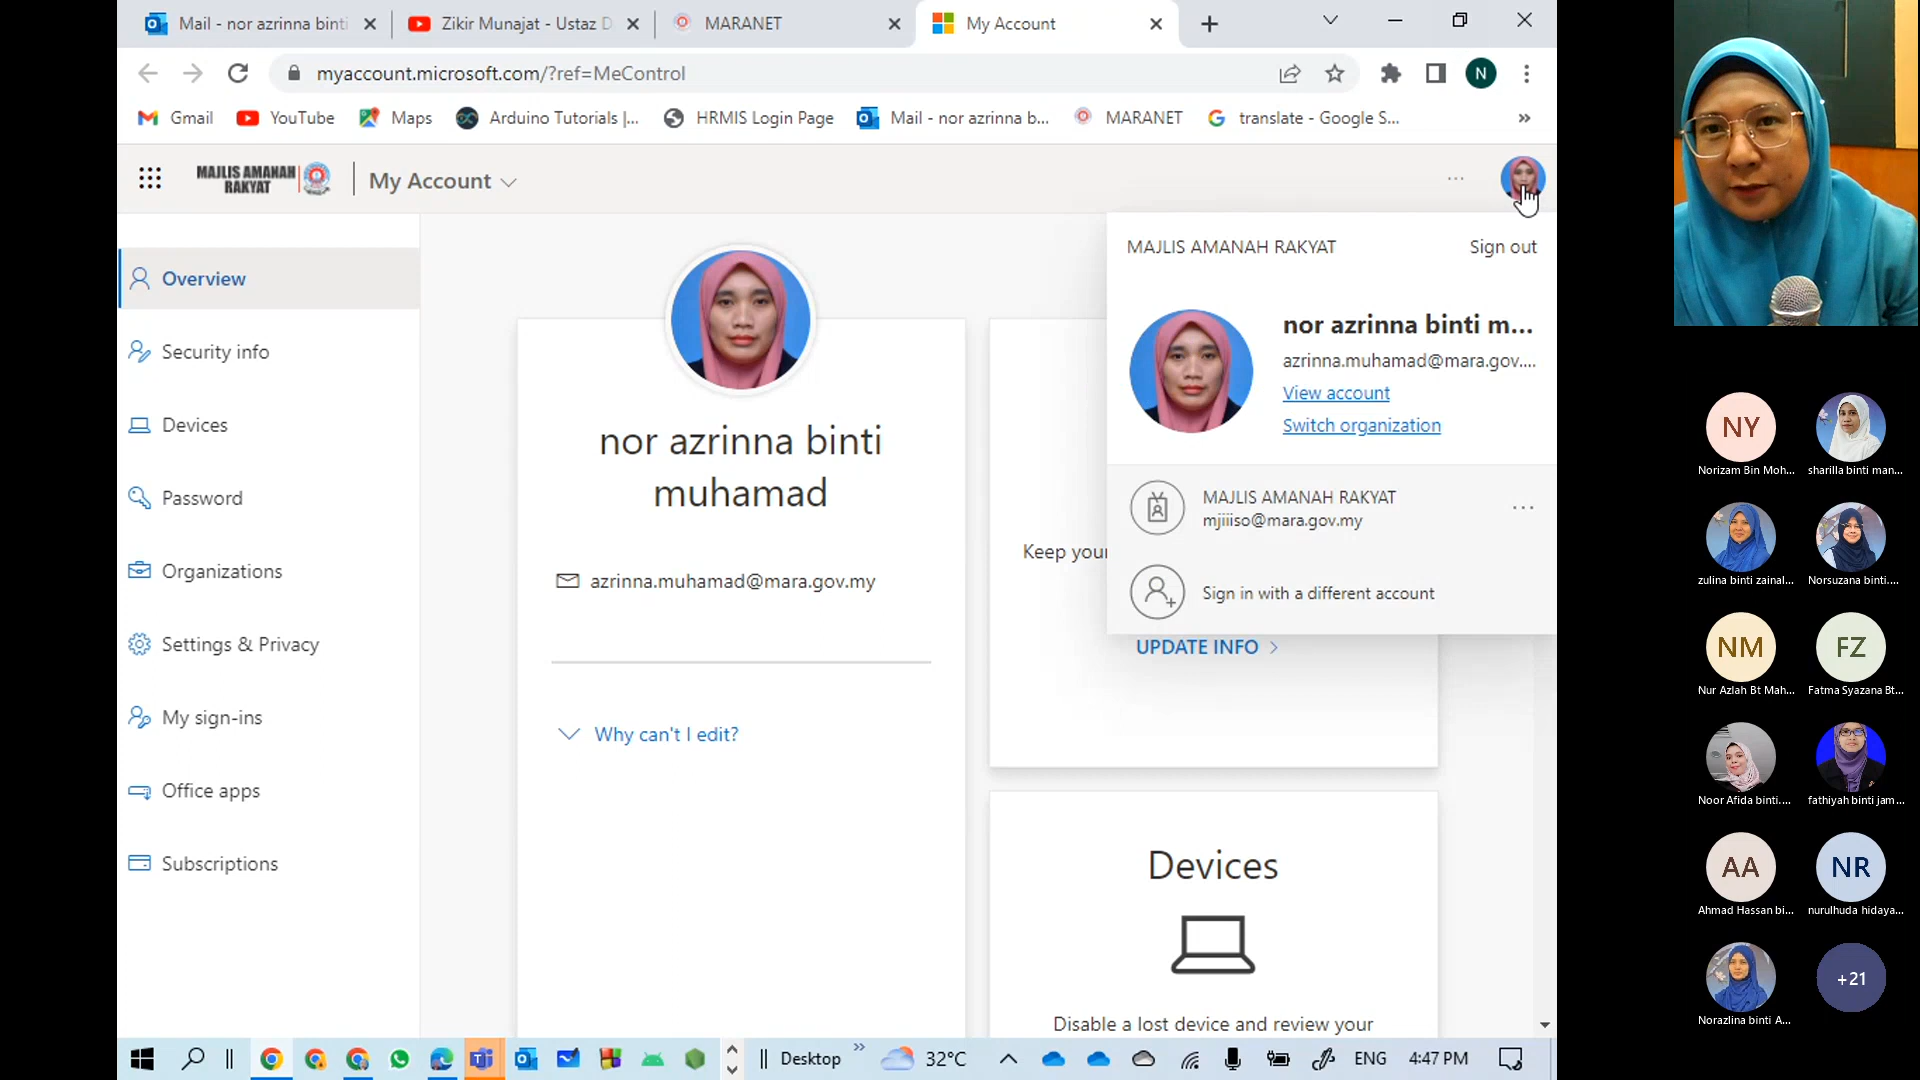 Mail - nor azrinna binti
Zikir Munajat - Ustaz D
MARANET
My Account
myaccount.microsoft.com/?ref=MeControl
N
Gmail
YouTube
Maps
Arduino Tutorials |...
HRMIS Login Page
Mail - nor azrinna b...
MARANET
translate - Google S...
»
MAJLIS AMANAH
RAKYAT
My Account
...
MAJLIS AMANAH RAKYAT
Sign out
nor azrinna binti m...
azrinna.muhamad@mara.gov....
View account
Switch organization
MAJLIS AMANAH RAKYAT
mjiiiso@mara.gov.my
...
Sign in with a different account
Overview
Security info
Devices
Password
Organizations
Settings & Privacy
My sign-ins
Office apps
Subscriptions
nor azrinna binti
muhamad
azrinna.muhamad@mara.gov.my
Why can't I edit?
Keep your
UPDATE INFO >
Devices
Disable a lost device and review your
NY
Norizam Bin Moh...
sharilla binti man...
zulina binti zainal...
Norsuzana binti....
NM
Nur Azlah Bt Mah...
FZ
Fatma Syazana Bt...
Noor Afida binti....
fathiyah binti jam...
AA
Ahmad Hassan bi...
NR
nurulhuda hidaya...
Norazlina binti A...
+21
Desktop
»
32°C
ENG
4:47 PM